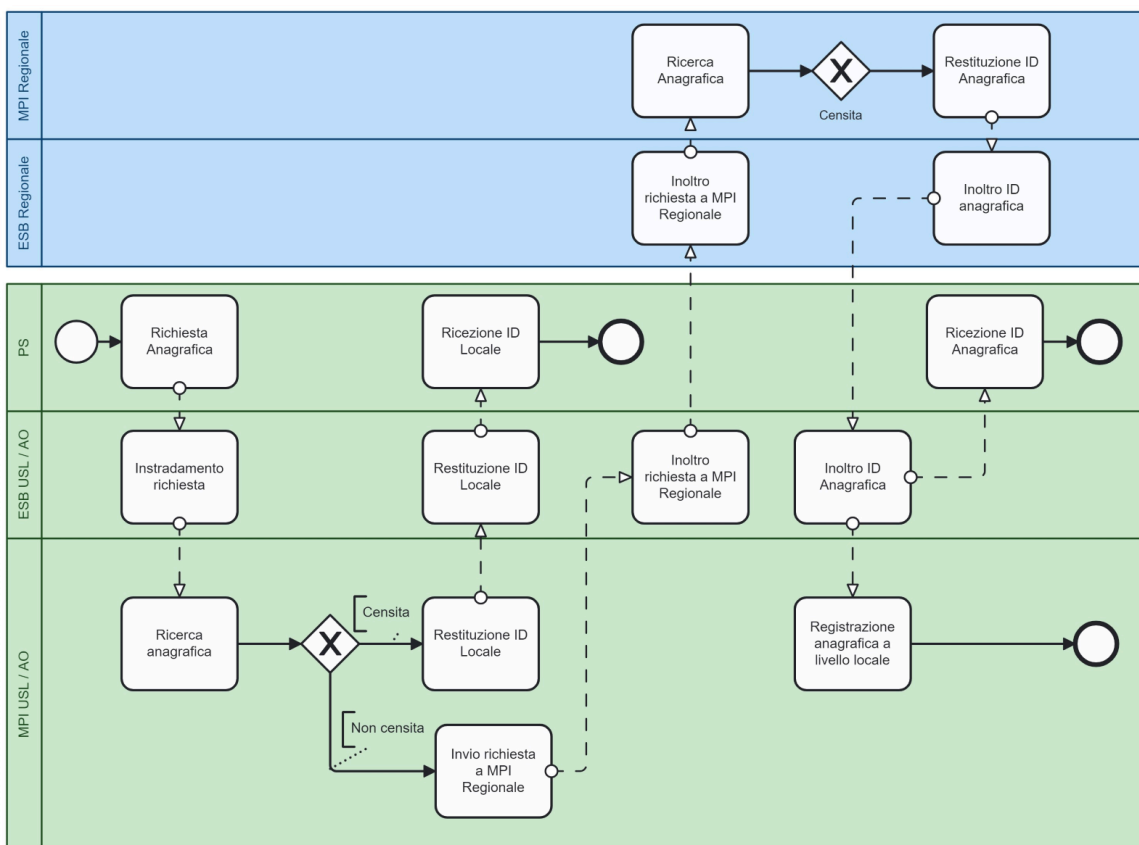 MPI Regionale
Ricerca
Anagrafica
Censita
Restituzione ID
Anagrafica
ESB Regionale
Inoltro
richiesta a MPI
Regionale
Inoltro ID
anagrafica
PS
Richiesta
Anagrafica
Ricezione ID
Locale
Ricezione ID
Anagrafica
ESB USL / AO
Instradamento
richiesta
Restituzione ID
Locale
Inoltro
richiesta a MPI
Regionale
Inoltro ID
Anagrafica
MPI USL / AO
Ricerca
anagrafica
Censita
Restituzione ID
Locale
Registrazione
anagrafica a
livello locale
Non censita
Invio richiesta
a MPI
Regionale